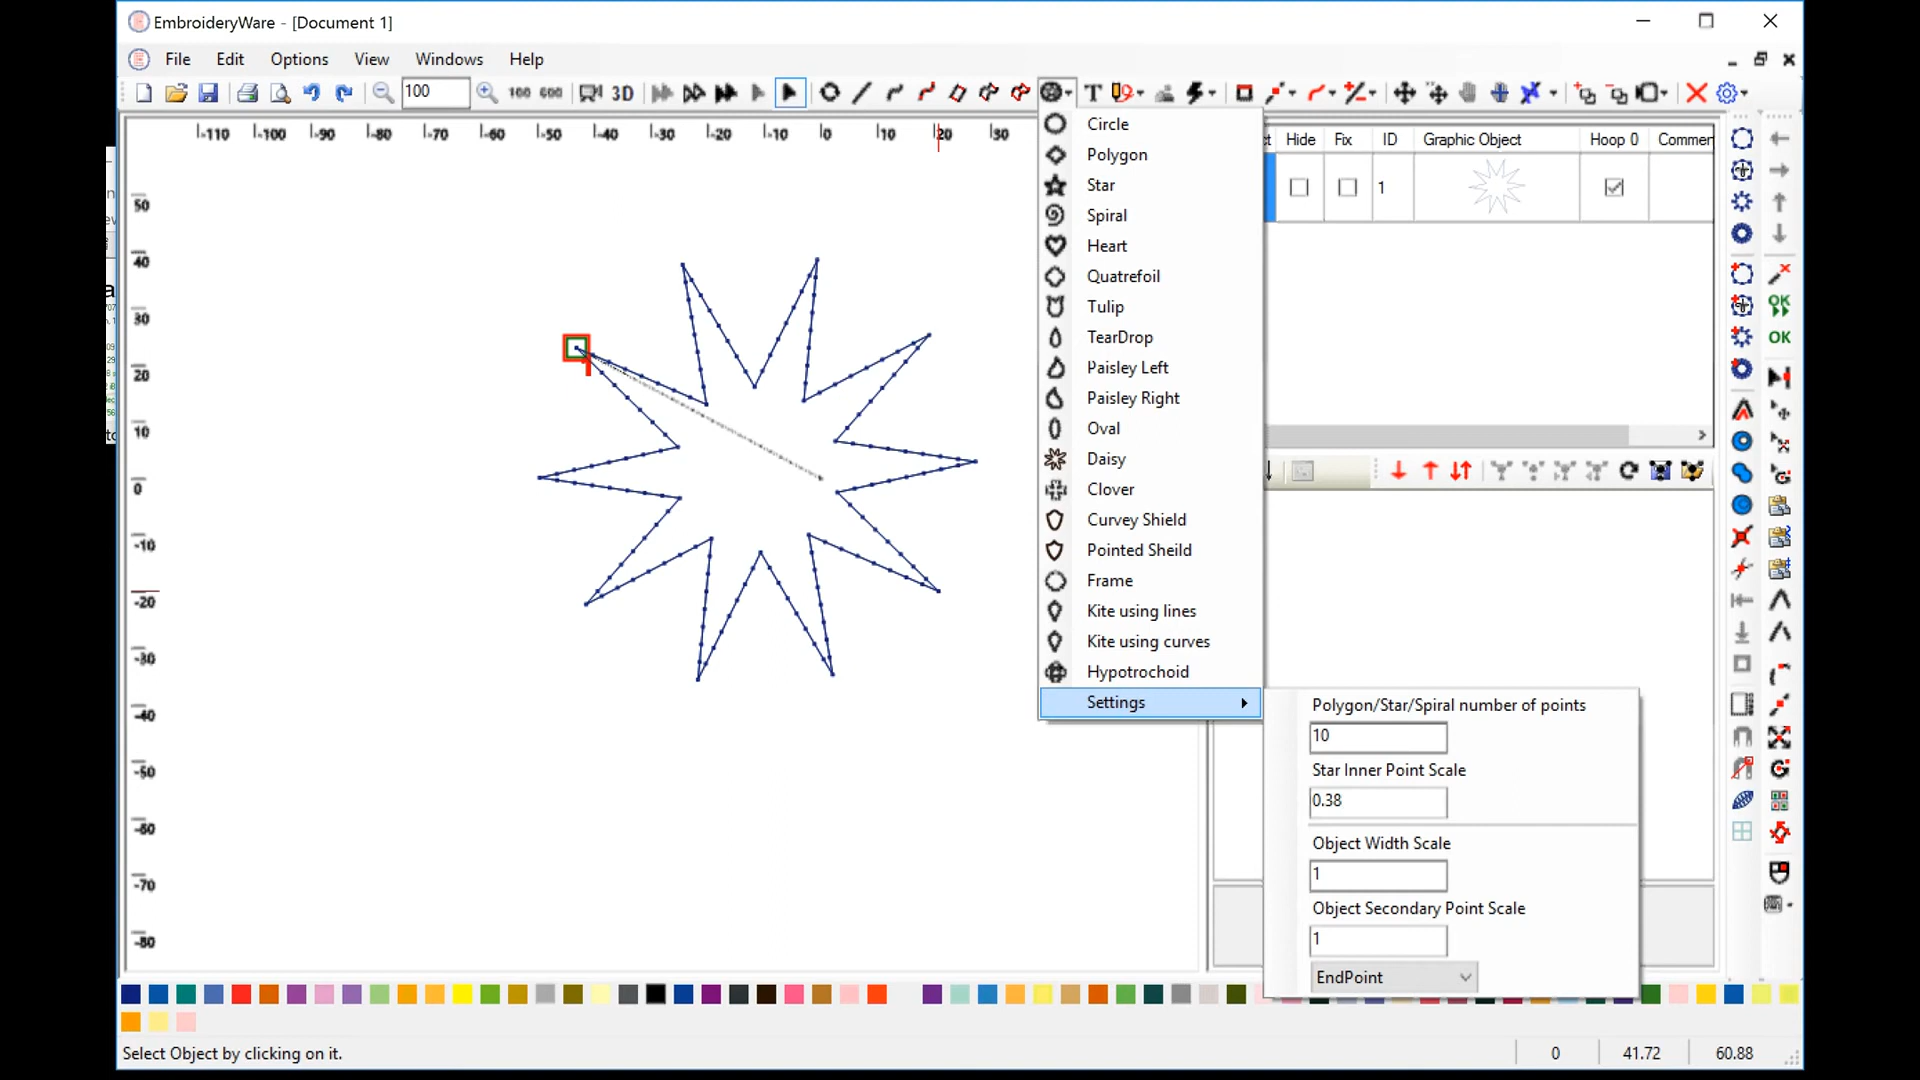 EmbroideryWare - [Document 1]
File Edit Options View Windows Help
100 100 600 3D T
-110 -100 -90 -80 -70 -60 -50 -40 -30 -20 -10 0 10 20 30
50
40
30
20
10
0
-10
-20
-30
-40
-50
-60
-70
-80
Circle
Polygon
Star
Spiral
Heart
Quatrefoil
Tulip
TearDrop
Paisley Left
Paisley Right
Oval
Daisy
Clover
Curvey Shield
Pointed Sheild
Frame
Kite using lines
Kite using curves
Hypotrochoid
Settings
Hide Fix ID Graphic Object Hoop 0 Commer
1
OK
OK
Polygon/Star/Spiral number of points
10
Star Inner Point Scale
0.38
Object Width Scale
1
Object Secondary Point Scale
1
EndPoint
Select Object by clicking on it.
0 41.72 60.88